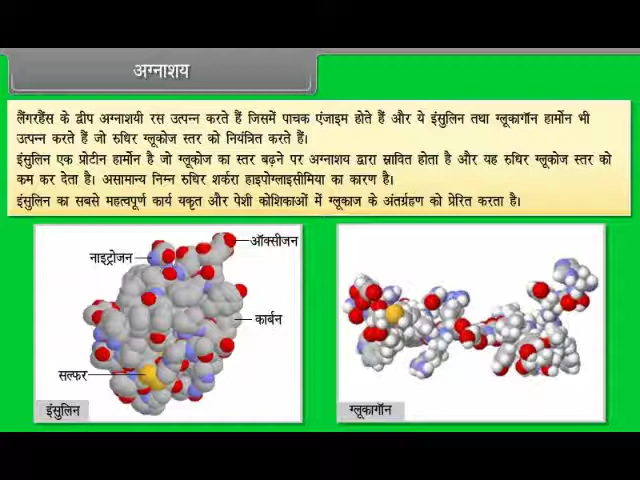 अग्नाशय
लैंगरहैंस के द्वीप अग्नाशयी रस उत्पन्न करते हैं जिसमें पाचक एंजाइम होते हैं और ये इंसुलिन तथा ग्लूकागॉन हार्मोन भी
उत्पन्न करते हैं जो रुधिर ग्लूकोज स्तर को नियंत्रित करते हैं।
इंसुलिन एक प्रोटीन हार्मोन है जो ग्लूकोज का स्तर बढ़ने पर अग्नाशय द्वारा स्रावित होता है और यह रुधिर ग्लूकोज स्तर को
कम कर देता है। असामान्य निम्न रुधिर शर्करा हाइपोग्लाइसीमिया का कारण है।
इंसुलिन का सबसे महत्वपूर्ण कार्य यकृत और पेशी कोशिकाओं में ग्लूकाज के अंतर्ग्रहण को प्रेरित करता है।
ऑक्सीजन
नाइट्रोजन
कार्बन
सल्फर
इंसुलिन
ग्लूकागॉन